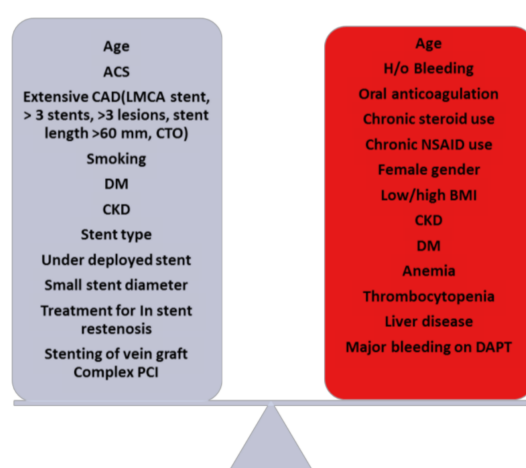 Age
ACS
Extensive CAD(LMCA stent,
> 3 stents, >3 lesions, stent
length >60 mm, CTO)
Smoking
DM
CKD
Stent type
Under deployed stent
Small stent diameter
Treatment for In stent
restenosis
Stenting of vein graft
Complex PCI
Age
H/o Bleeding
Oral anticoagulation
Chronic steroid use
Chronic NSAID use
Female gender
Low/high BMI
CKD
DM
Anemia
Thrombocytopenia
Liver disease
Major bleeding on DAPT